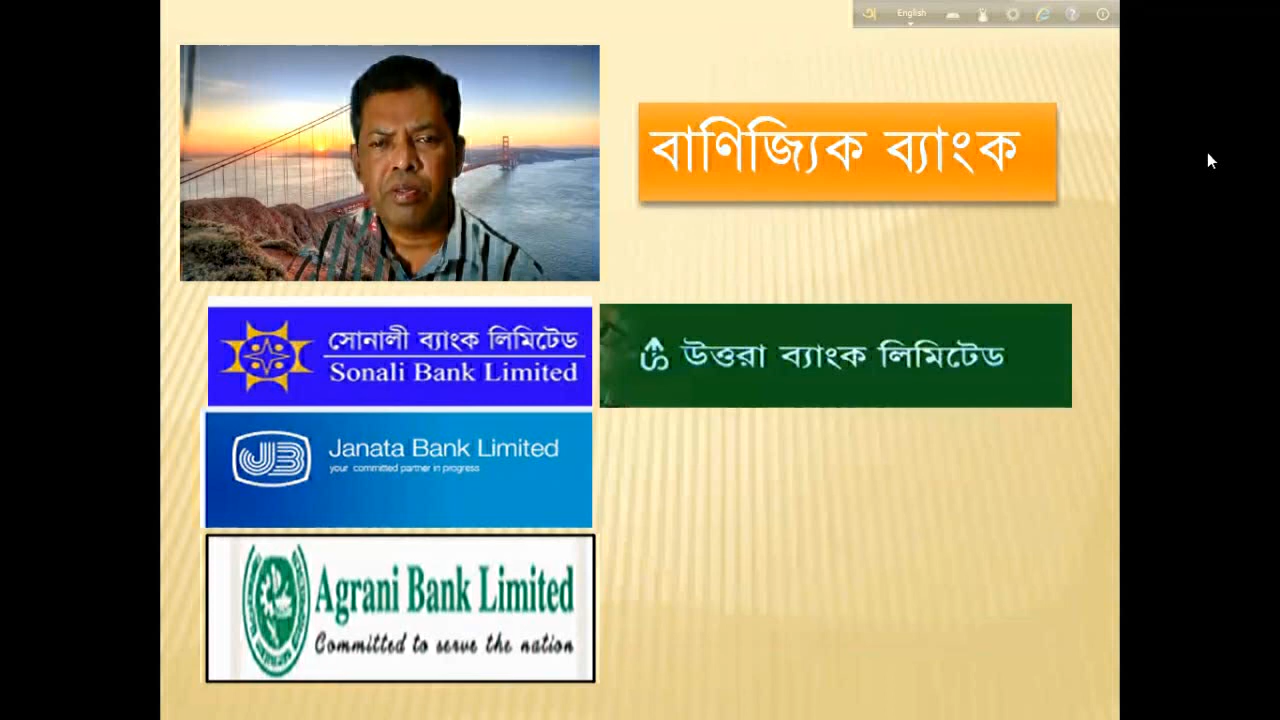 English
বাণিজ্যিক ব্যাংক
সোনালী ব্যাংক লিমিটেড
Sonali Bank Limited
উত্তরা ব্যাংক লিমিটেড
JB
Janata Bank Limited
your committed partner in progress
Agrani Bank Limited
Committed to serve the nation